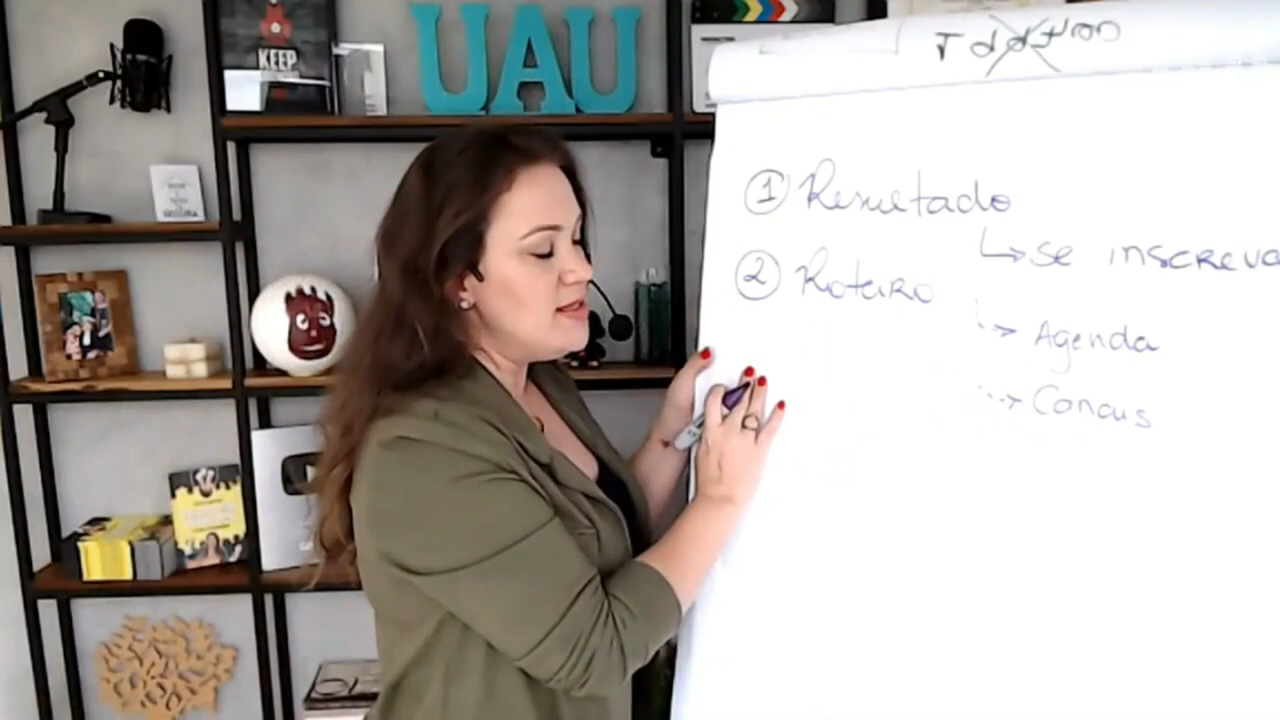 UAU
KEEP
① Resultado
↳ se inscreva
② Roteiro
→ Agenda
→ Canais